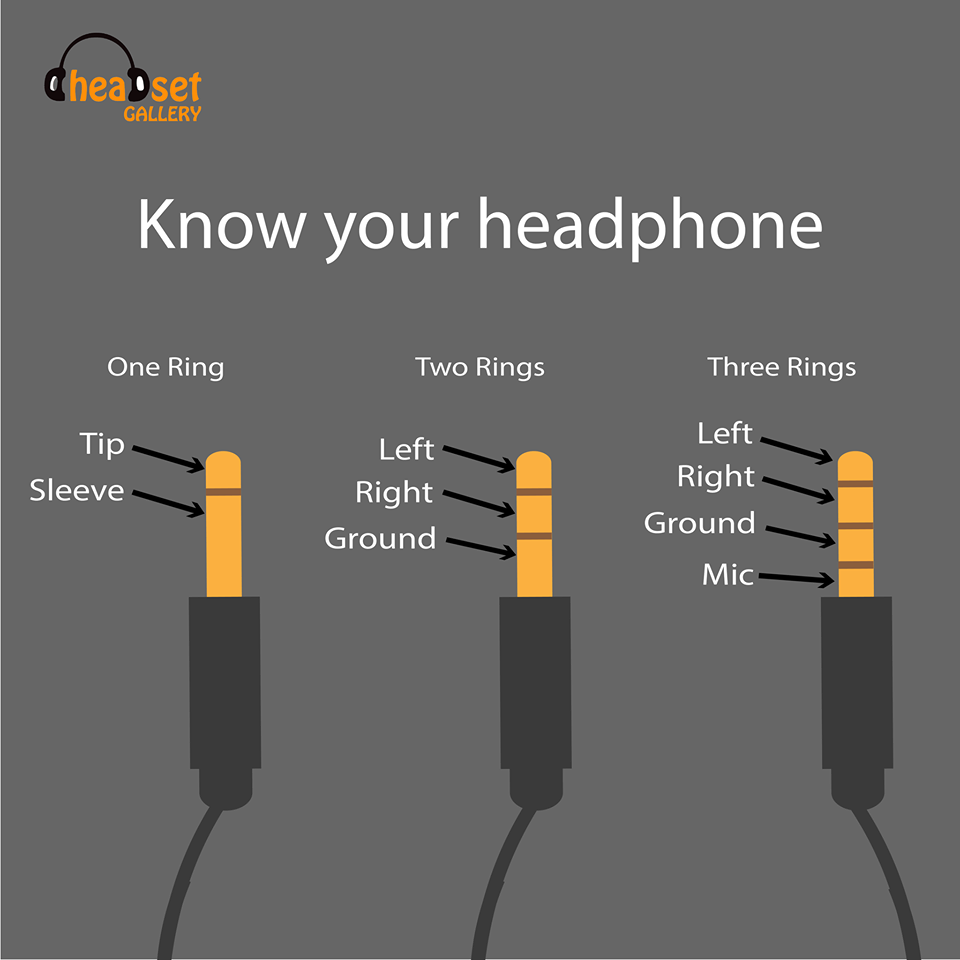 headset
GALLERY
Know your headphone
One Ring
Tip
Sleeve
Two Rings
Left
Right
Ground
Three Rings
Left
Right
Ground
Mic